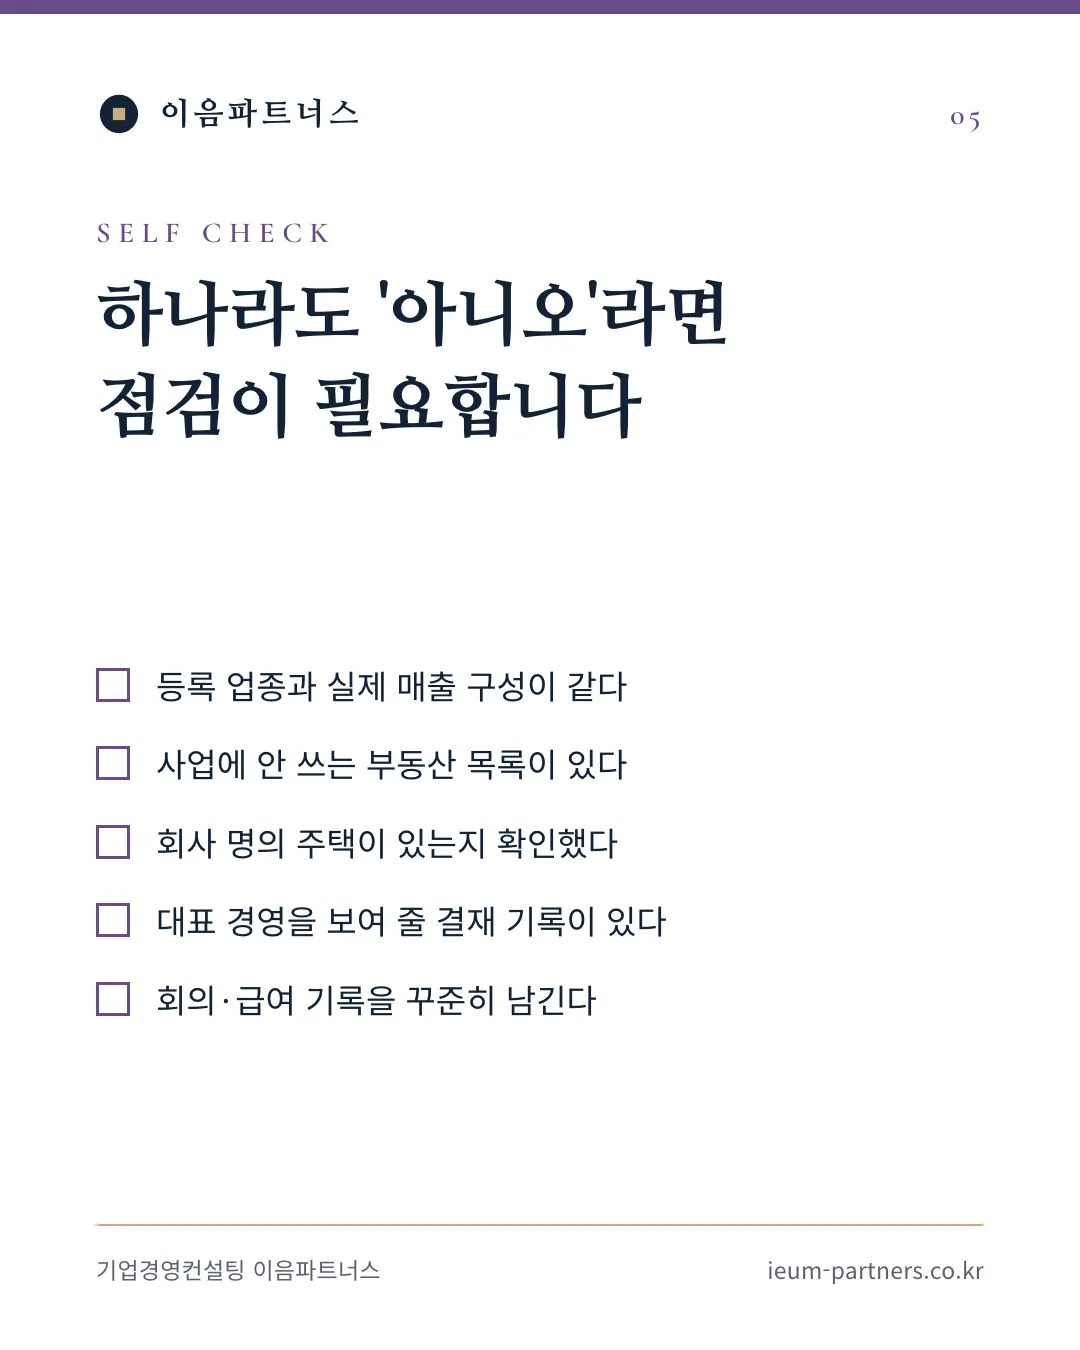 이음파트너스
05
SELF CHECK
하나라도 '아니오'라면
점검이 필요합니다
등록 업종과 실제 매출 구성이 같다
사업에 안 쓰는 부동산 목록이 있다
회사 명의 주택이 있는지 확인했다
대표 경영을 보여 줄 결재 기록이 있다
회의·급여 기록을 꾸준히 남긴다
기업경영컨설팅 이음파트너스
ieum-partners.co.kr